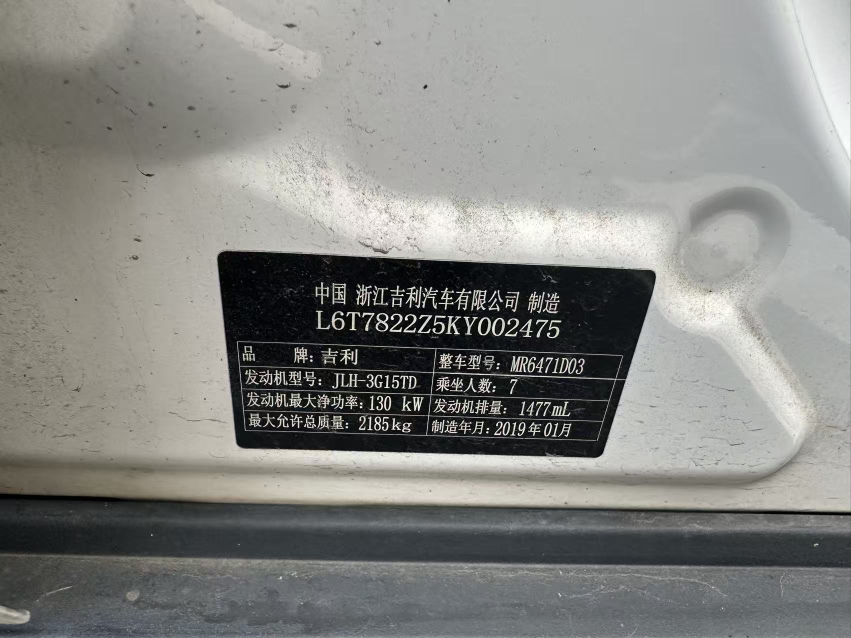 中国 浙江吉利汽车有限公司 制造
L6T7822Z5KY002475
品 牌:吉利 整车型号:MR6471D03
发动机型号:JLH-3G15TD 乘坐人数:7
发动机最大净功率:130 kW 发动机排量:1477mL
最大允许总质量:2185kg 制造年月:2019年01月